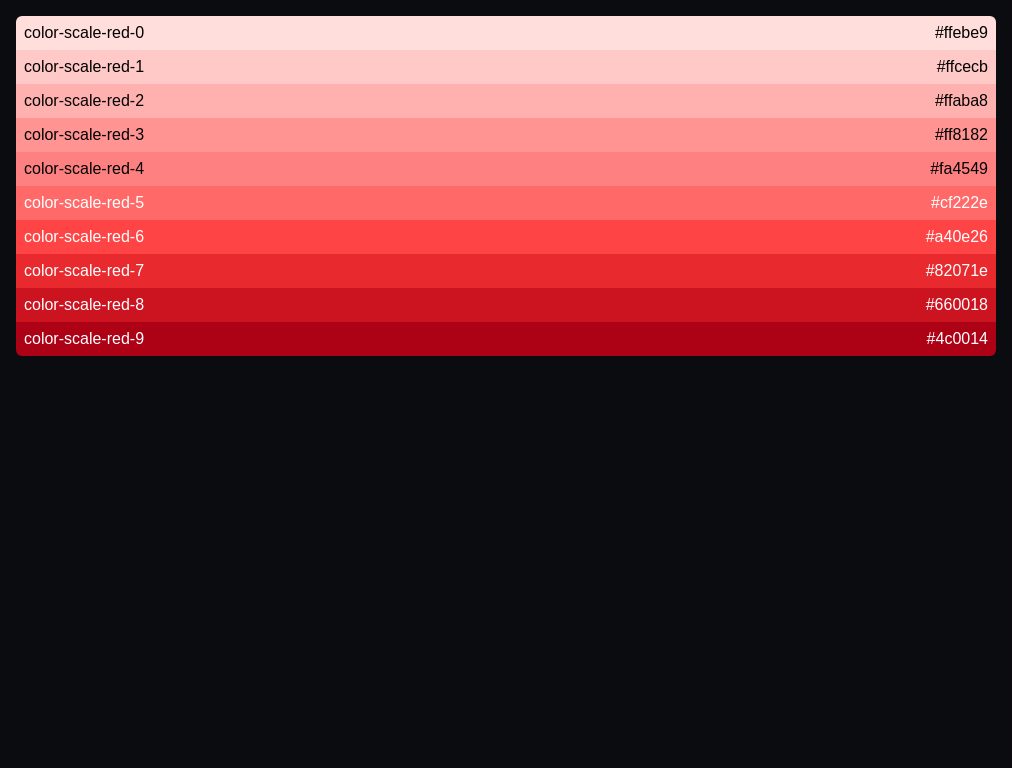 color-scale-red-0 #ffebe9
color-scale-red-1 #ffcecb
color-scale-red-2 #ffaba8
color-scale-red-3 #ff8182
color-scale-red-4 #fa4549
color-scale-red-5 #cf222e
color-scale-red-6 #a40e26
color-scale-red-7 #82071e
color-scale-red-8 #660018
color-scale-red-9 #4c0014